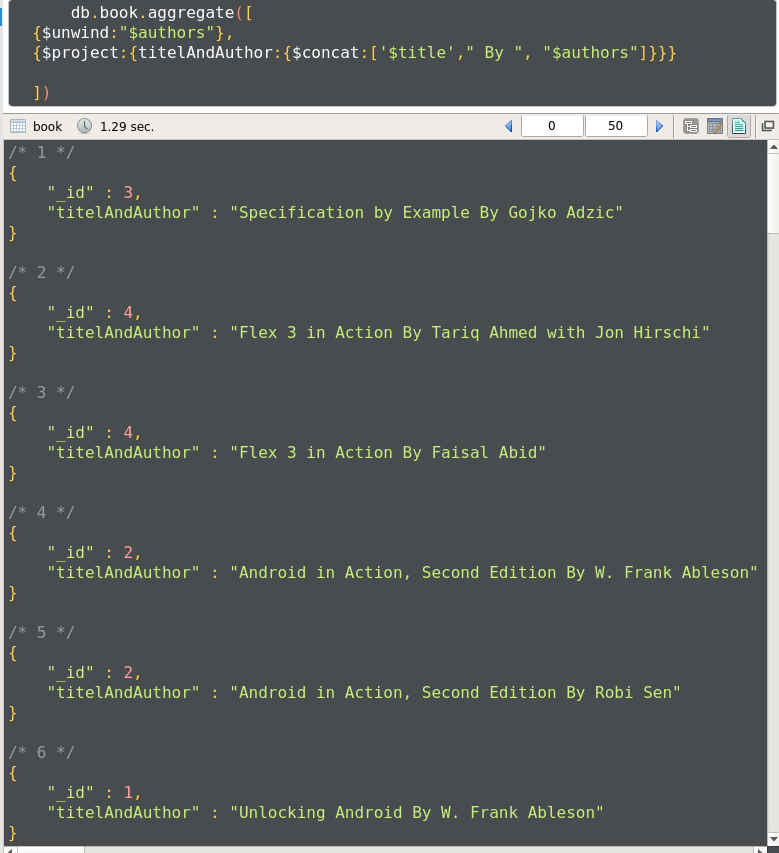 db.book.aggregate([
{$unwind:"$authors"},
{$project:{titelAndAuthor:{$concat:['$title'," By ", "$authors"]}}}
])
book 1.29 sec. 0 50
/* 1 */
{
"_id" : 3,
"titelAndAuthor" : "Specification by Example By Gojko Adzic"
}
/* 2 */
{
"_id" : 4,
"titelAndAuthor" : "Flex 3 in Action By Tariq Ahmed with Jon Hirschi"
}
/* 3 */
{
"_id" : 4,
"titelAndAuthor" : "Flex 3 in Action By Faisal Abid"
}
/* 4 */
{
"_id" : 2,
"titelAndAuthor" : "Android in Action, Second Edition By W. Frank Ableson"
}
/* 5 */
{
"_id" : 2,
"titelAndAuthor" : "Android in Action, Second Edition By Robi Sen"
}
/* 6 */
{
"_id" : 1,
"titelAndAuthor" : "Unlocking Android By W. Frank Ableson"
}